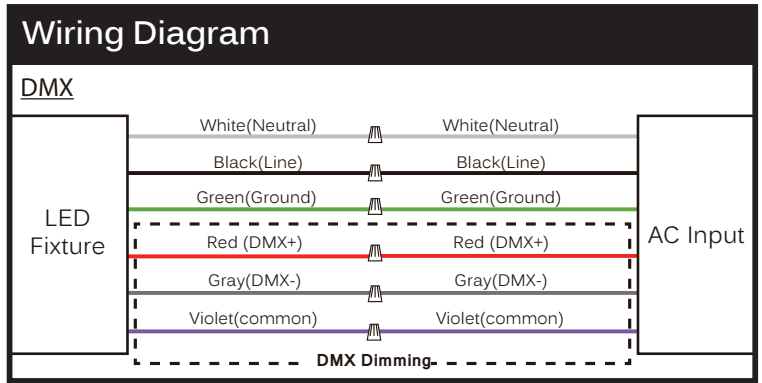 Wiring Diagram
DMX
White(Neutral) White(Neutral)
Black(Line) Black(Line)
Green(Ground) Green(Ground)
LED
Fixture
AC Input
Red (DMX+) Red (DMX+)
Gray(DMX-) Gray(DMX-)
Violet(common) Violet(common)
DMX Dimming